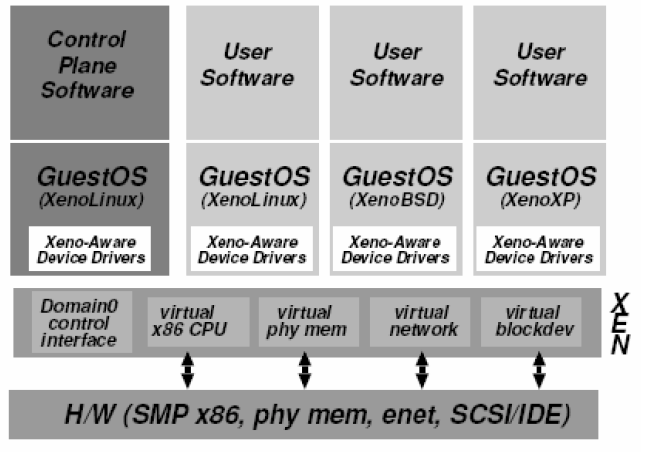 Control
Plane
Software
User
Software
User
Software
User
Software
GuestOS
(XenoLinux)
Xeno-Aware
Device Drivers
GuestOS
(XenoLinux)
Xeno-Aware
Device Drivers
GuestOS
(XenoBSD)
Xeno-Aware
Device Drivers
GuestOS
(XenoXP)
Xeno-Aware
Device Drivers
Domain0
control
interface
virtual
x86 CPU
virtual
phy mem
virtual
network
virtual
blockdev
X
E
N
H/W (SMP x86, phy mem, enet, SCSI/IDE)